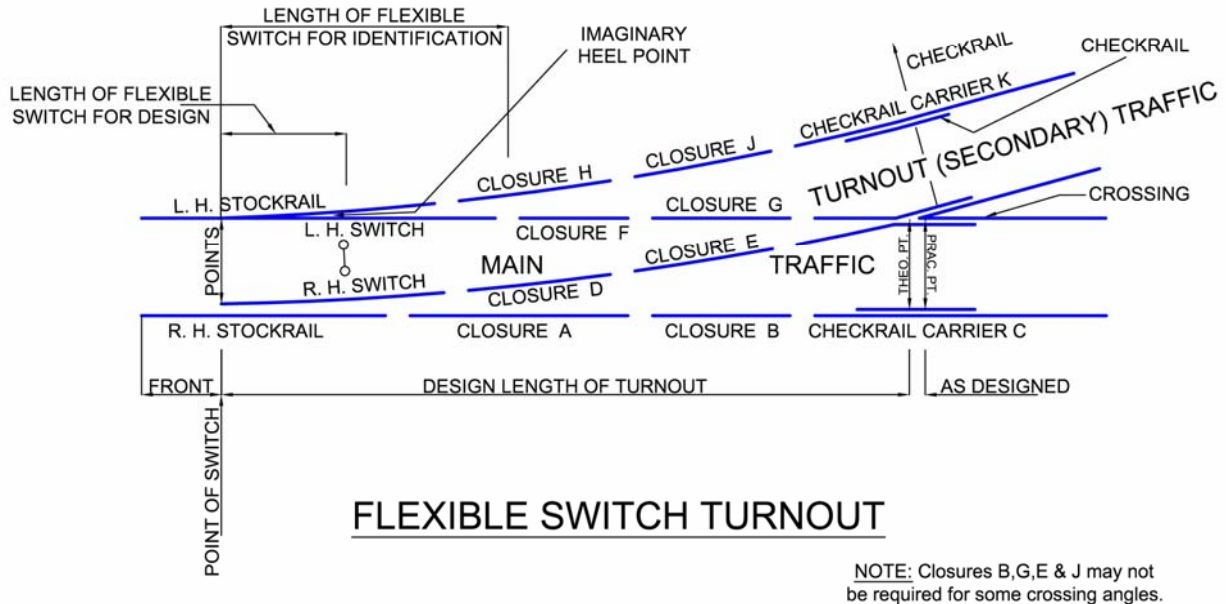 LENGTH OF FLEXIBLE
SWITCH FOR IDENTIFICATION
IMAGINARY
HEEL POINT
CHECKRAIL
CHECKRAIL
LENGTH OF FLEXIBLE
SWITCH FOR DESIGN
CHECKRAIL CARRIER K
TURNOUT (SECONDARY) TRAFFIC
CLOSURE J
CLOSURE H
L. H. STOCKRAIL
CLOSURE G
CROSSING
L. H. SWITCH
CLOSURE F
POINTS
CLOSURE E
MAIN
TRAFFIC
THEO. PT.
PRAC. PT.
R. H. SWITCH
CLOSURE D
R. H. STOCKRAIL
CLOSURE A
CLOSURE B
CHECKRAIL CARRIER C
FRONT
DESIGN LENGTH OF TURNOUT
AS DESIGNED
POINT OF SWITCH
FLEXIBLE SWITCH TURNOUT
NOTE: Closures B,G,E & J may not
be required for some crossing angles.